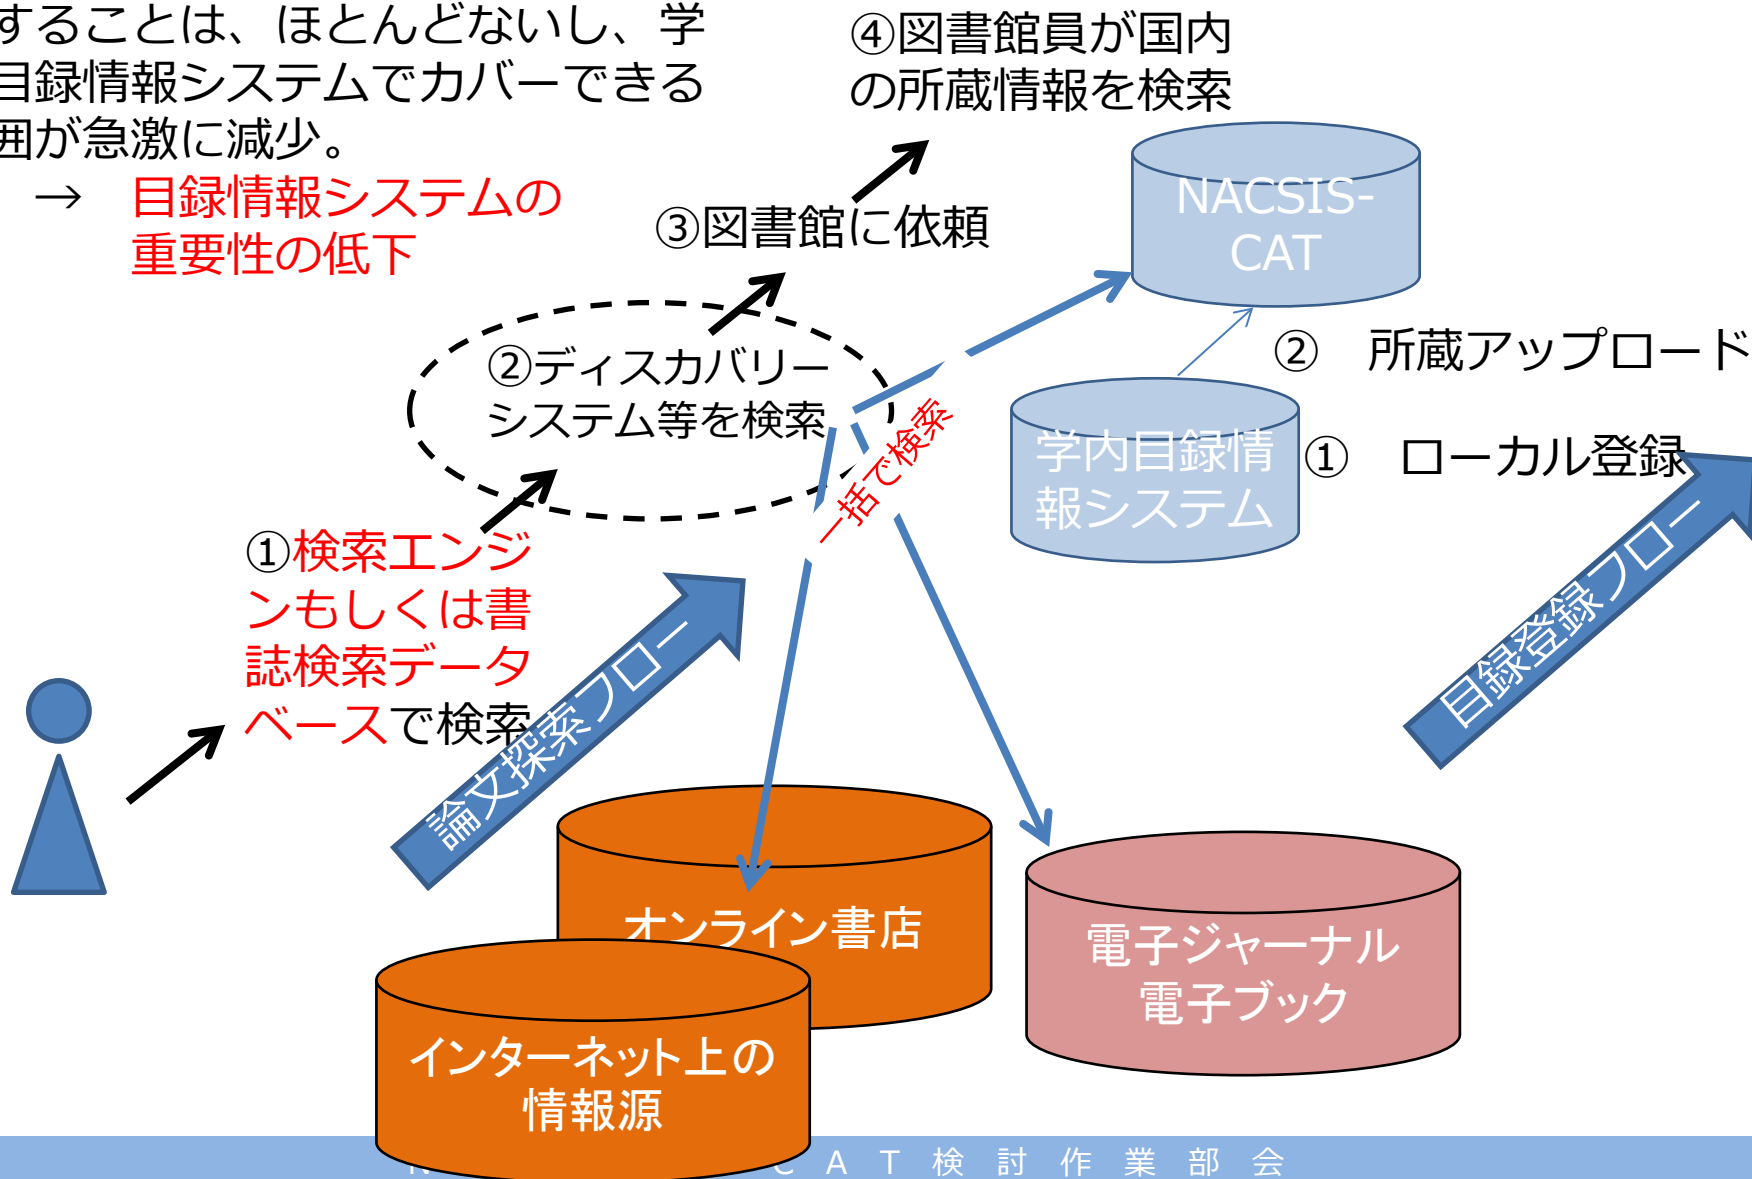 することは、ほとんどないし、学
目録情報システムでカバーできる
囲が急激に減少。
→　目録情報システムの
重要性の低下
④図書館員が国内
の所蔵情報を検索
③図書館に依頼
NACSIS-
CAT
②　所蔵アップロード
②ディスカバリー
システム等を検索
一括で検索
学内目録情
報システム
①　ローカル登録
①検索エンジ
ンもしくは書
誌検索データ
ベースで検索
論文探索フロー
目録登録フロー
オンライン書店
電子ジャーナル
電子ブック
インターネット上の
情報源
C A T 検 討 作 業 部 会